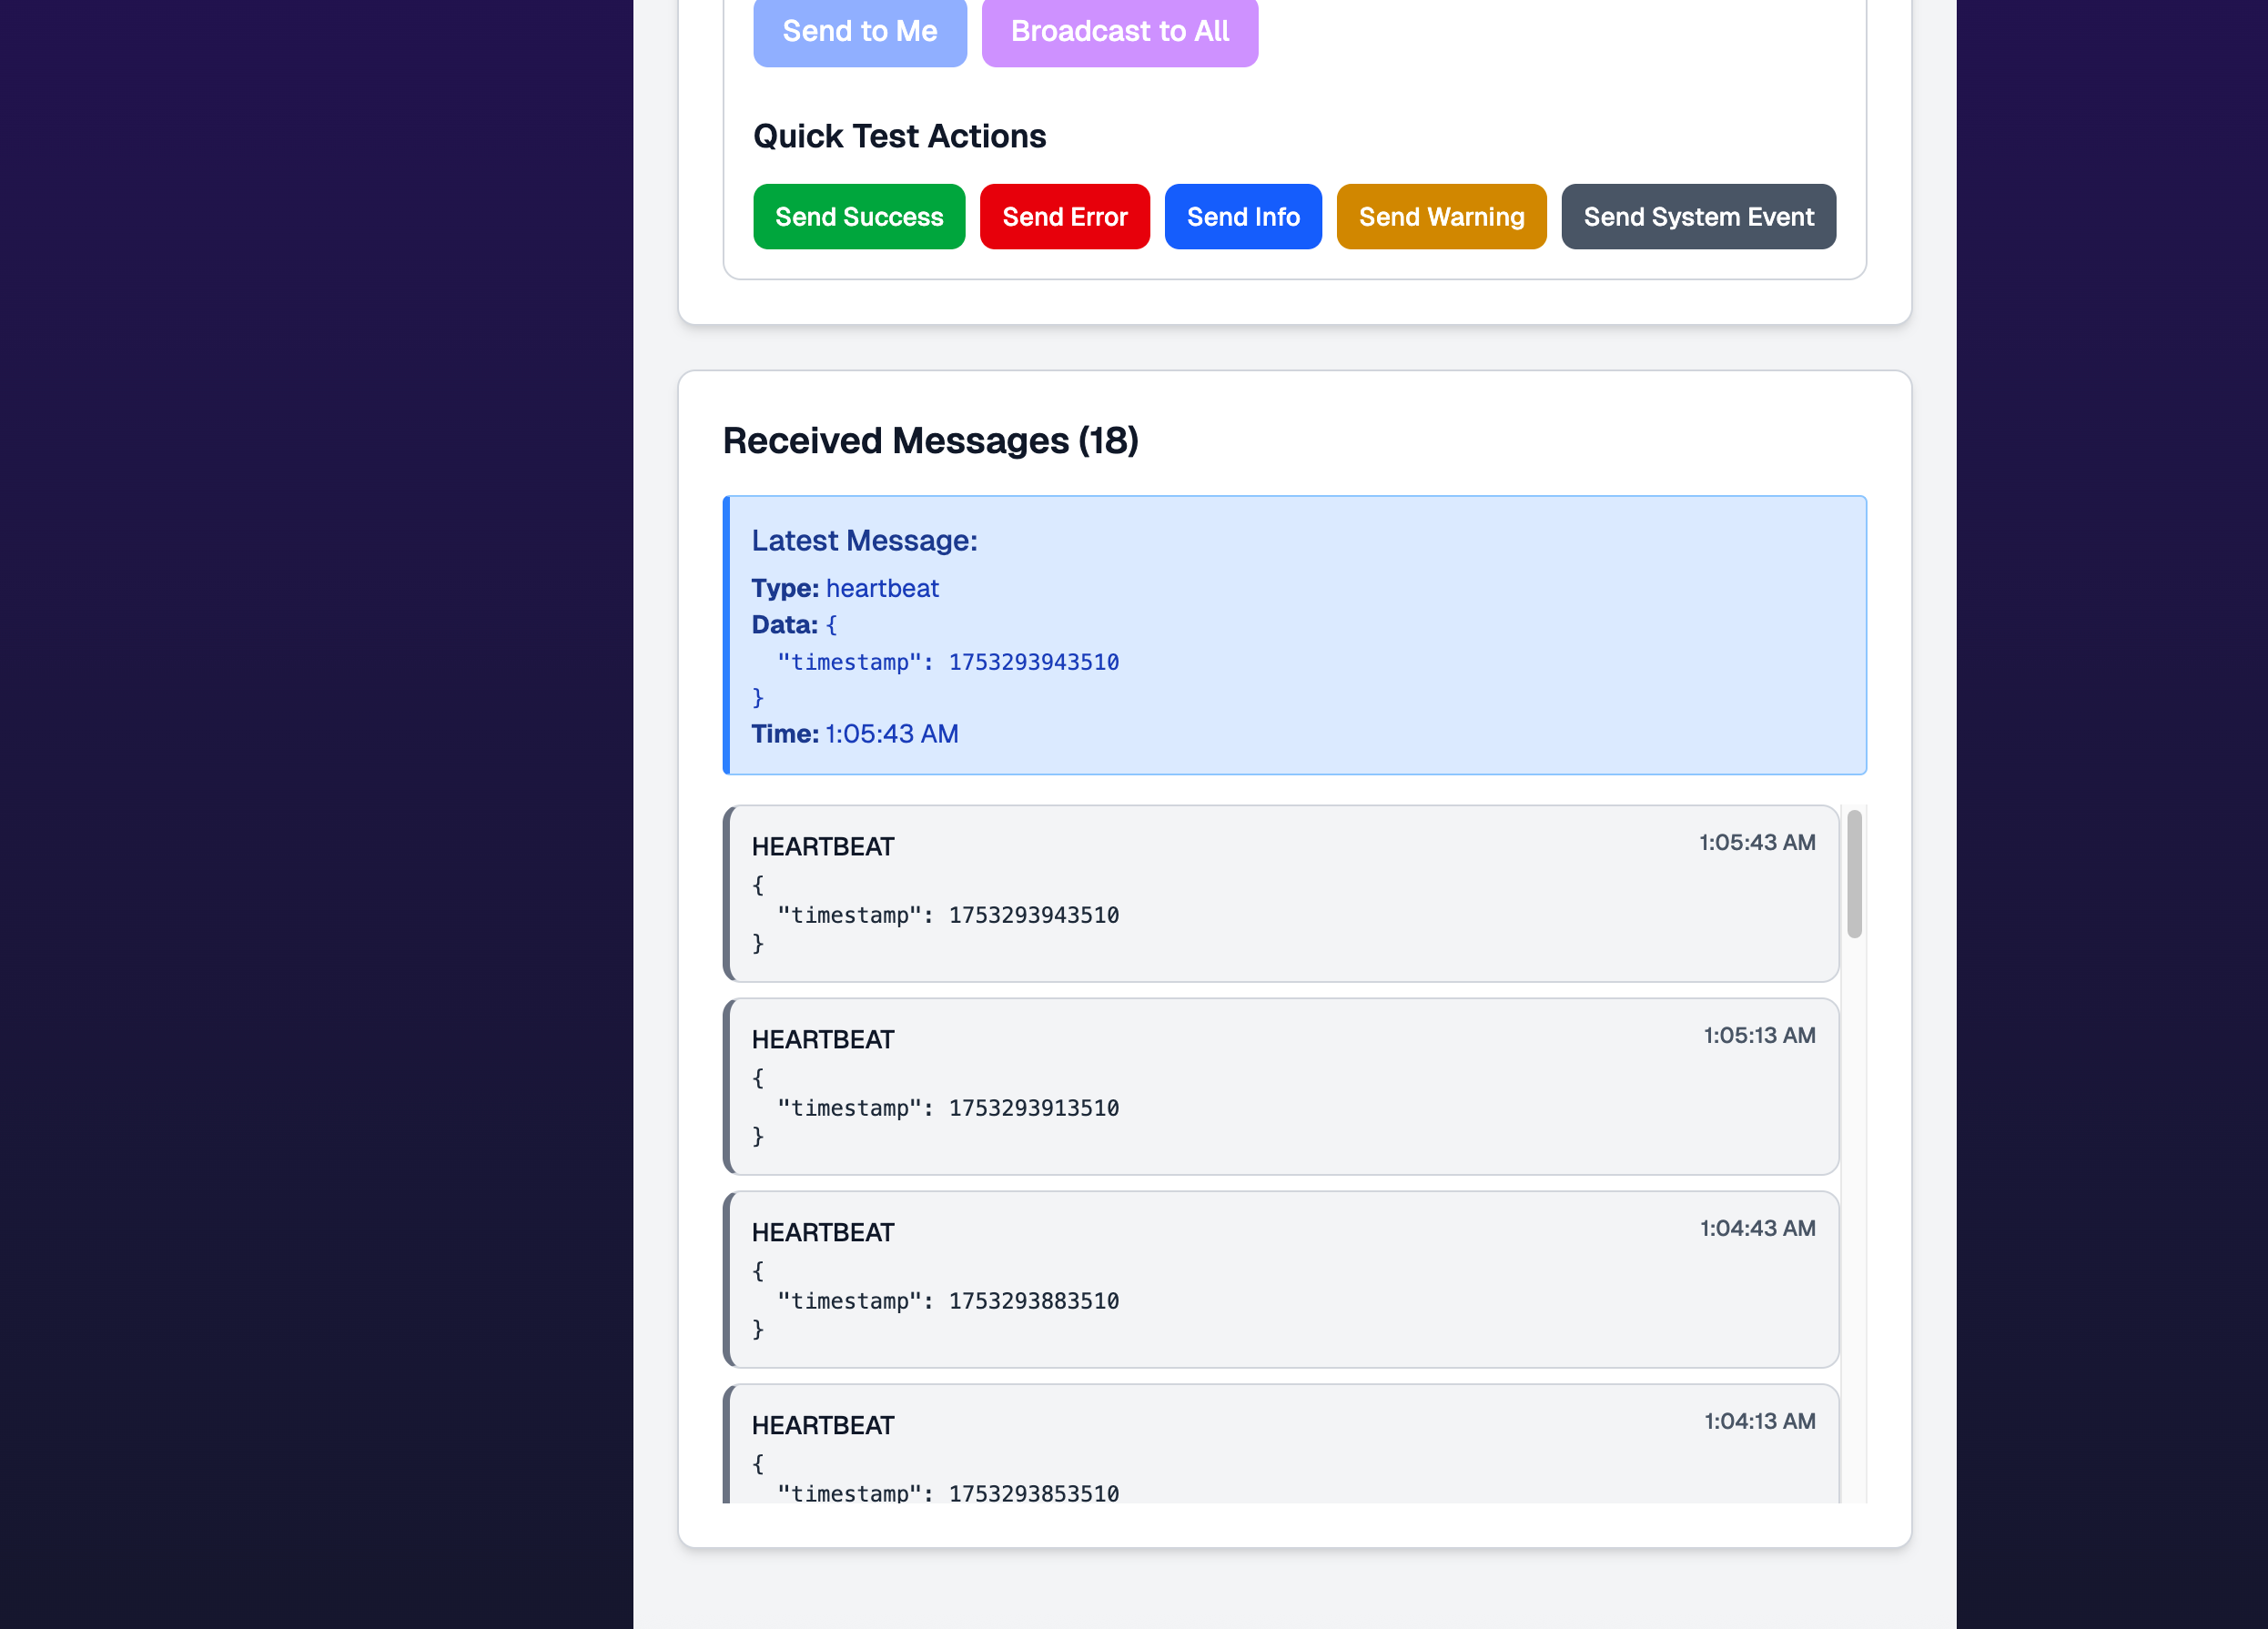 Send to Me Broadcast to All
Quick Test Actions
Send Success Send Error Send Info Send Warning Send System Event
Received Messages (18)
Latest Message:
Type: heartbeat
Data: {
  "timestamp": 1753293943510
}
Time: 1:05:43 AM
HEARTBEAT 1:05:43 AM
{
  "timestamp": 1753293943510
}
HEARTBEAT 1:05:13 AM
{
  "timestamp": 1753293913510
}
HEARTBEAT 1:04:43 AM
{
  "timestamp": 1753293883510
}
HEARTBEAT 1:04:13 AM
{
  "timestamp": 1753293853510